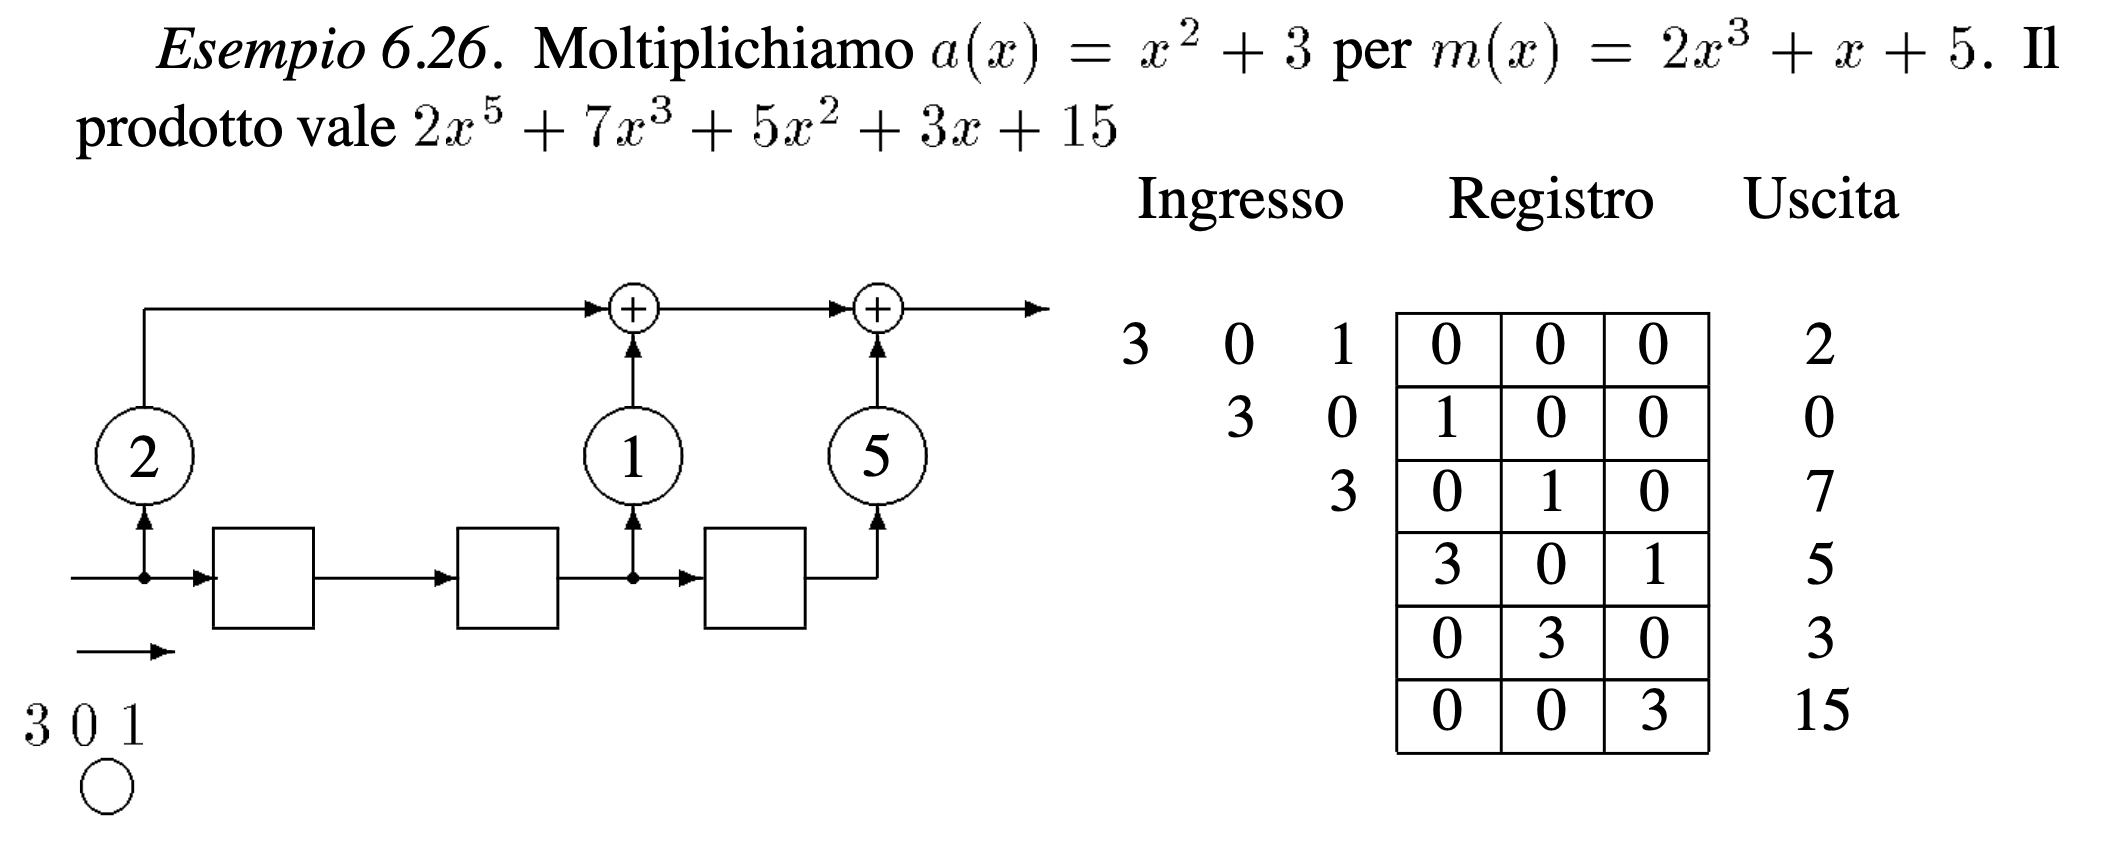 Esempio 6.26. Moltiplichiamo a(x) = x² + 3 per m(x) = 2x³ + x + 5. Il
prodotto vale 2x⁵ + 7x³ + 5x² + 3x + 15
Ingresso Registro Uscita
+ +
2 1 5
3 0 1
3 0 1 0 0 0 2
3 0 1 0 0 0
3 0 1 0 7
3 0 1 5
0 3 0 3
0 0 3 15